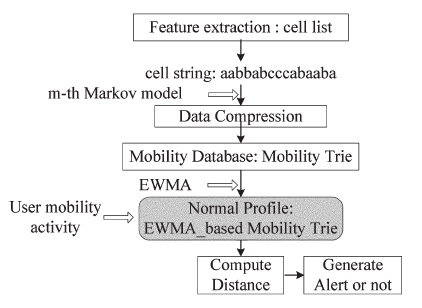 Feature extraction : cell list
cell string: aabbabcccabaaba
m-th Markov model
Data Compression
Mobility Database: Mobility Trie
EWMA
User mobility
activity
Normal Profile:
EWMA_based Mobility Trie
Compute
Distance
Generate
Alert or not